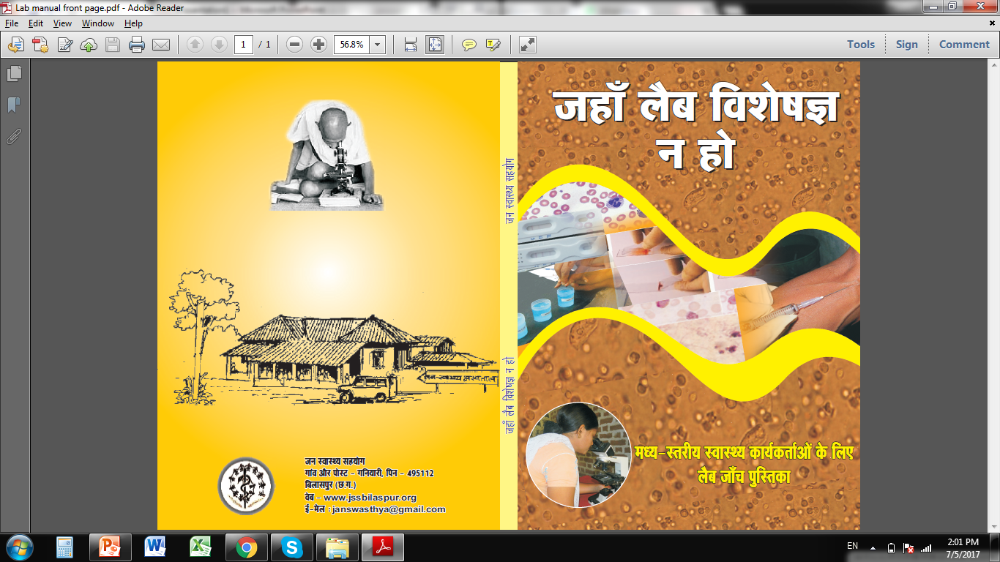 Lab manual front page.pdf - Adobe Reader
File Edit View Window Help
1 / 1 56.8% Tools Sign Comment
जन स्वास्थ्य सहयोग
गांव और पोस्ट - गनियारी, पिन - 495112
बिलासपुर (छ.ग.)
वेब - www.jssbilaspur.org
ई-मेल : janswasthya@gmail.com
जन स्वास्थ्य सहयोग
जहाँ लैब विशेषज्ञ न हो
जहाँ लैब विशेषज्ञ
न हो
मध्य-स्तरीय स्वास्थ्य कार्यकर्ताओं के लिए
लैब जाँच पुस्तिका
EN
2:01 PM
7/5/2017